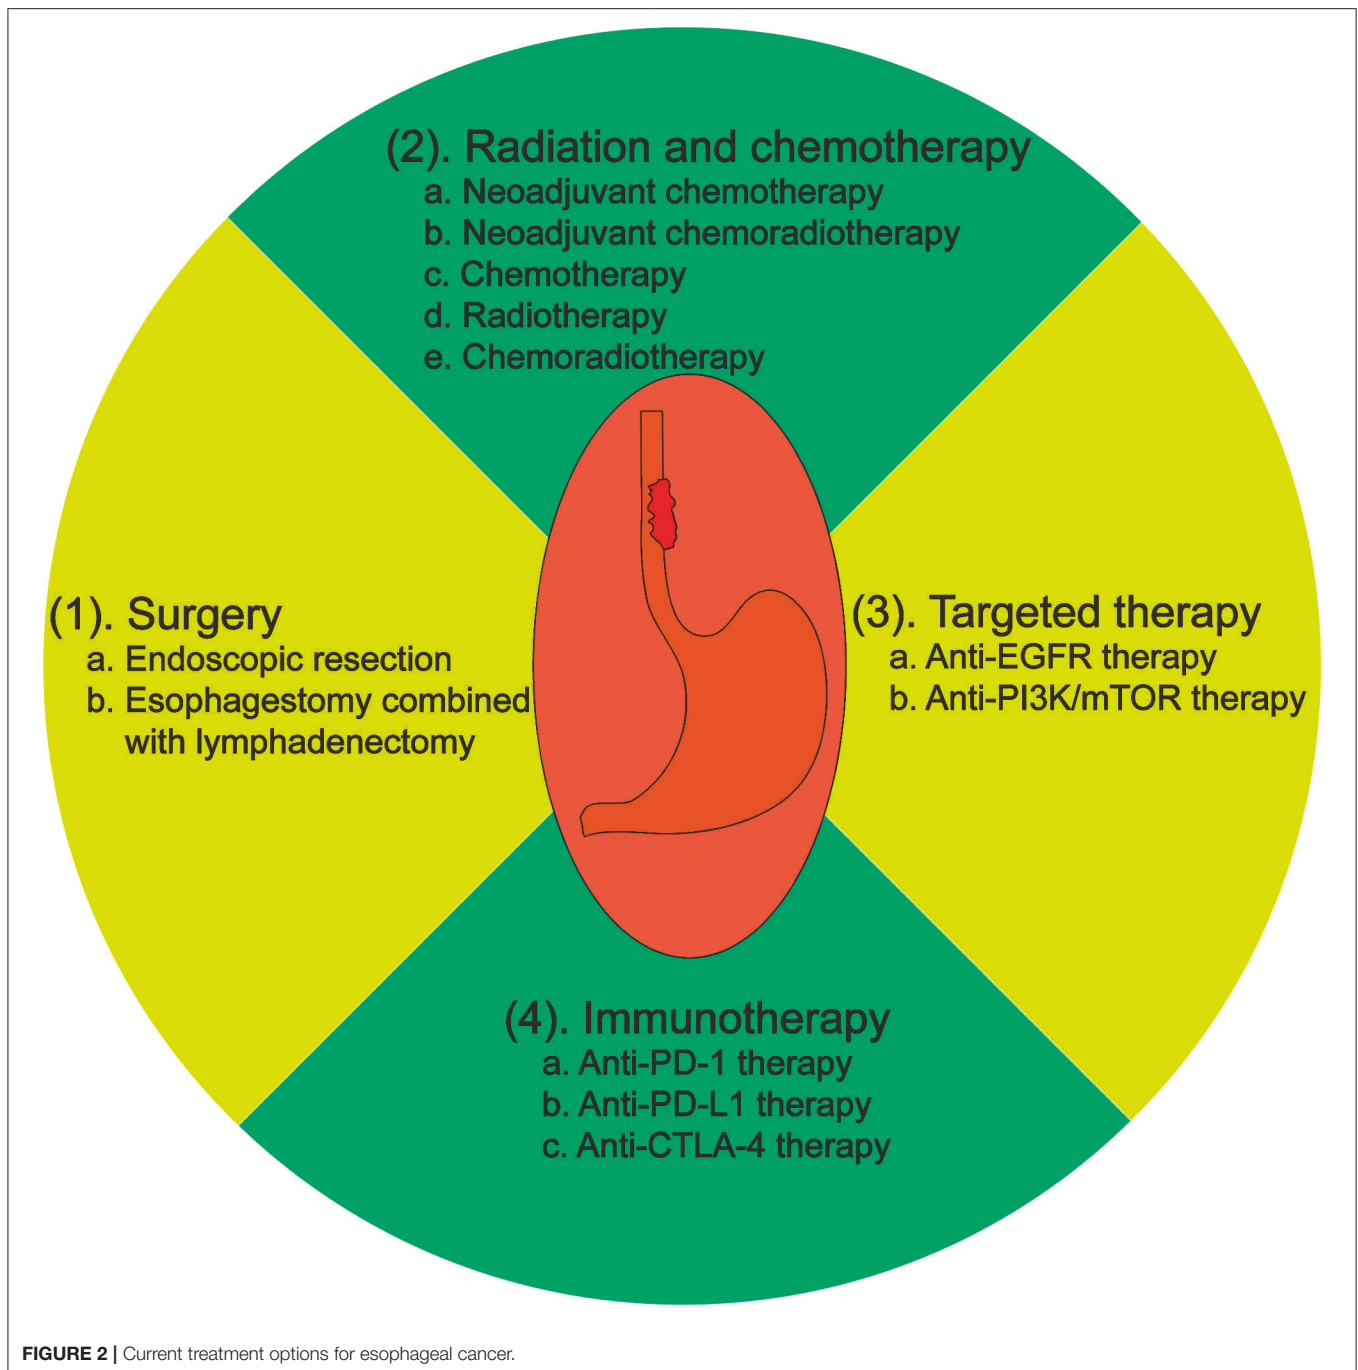 (2). Radiation and chemotherapy
a. Neoadjuvant chemotherapy
b. Neoadjuvant chemoradiotherapy
c. Chemotherapy
d. Radiotherapy
e. Chemoradiotherapy
(1). Surgery
a. Endoscopic resection
b. Esophagestomy combined
with lymphadenectomy
(3). Targeted therapy
a. Anti-EGFR therapy
b. Anti-PI3K/mTOR therapy
(4). Immunotherapy
a. Anti-PD-1 therapy
b. Anti-PD-L1 therapy
c. Anti-CTLA-4 therapy
FIGURE 2 | Current treatment options for esophageal cancer.